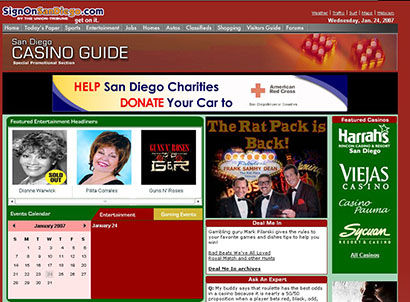 SignOnSanDiego.com
BY THE UNION-TRIBUNE
get on it.
Weather | Traffic | Surf | Maps | Webcam
Wednesday, Jan. 24, 2007
Home Today's Paper Sports Entertainment Jobs Homes Autos Classifieds Shopping Visitors Guide Forums
San Diego
CASINO GUIDE
Special Promotional Section
HELP San Diego Charities
DONATE Your Car to
American
Red Cross
San Diego/Imperial Counties
Featured Entertainment Headliners
SOLD
OUT
GUNS N' ROSES
Dionne Warwick
Pilita Corrales
Guns N' Roses
Events Calendar
Entertainment
Gaming Events
January 2007
January 24
S M T W T F S
1 2 3 4 5 6
7 8 9 10 11 12 13
14 15 16 17 18 19 20
21 22 23 24 25 26 27
28 29 30 31
The Rat Pack is
Back!
FRANK SAMMY DEAN
Deal Me In
Gambling guru Mark Pilarski gives the rules to
your favorite games and dishes tips to help you
win!
Bad Beats We've All Loved
Royal Match and other Hunts
Deal Me In archives
Ask An Expert
Q: My buddy says that roulette has the best odds
in a casino because it is nearly a 50/50
proposition when a player bets red, black, odd,
Featured Casinos
Harrah's
RINCON CASINO & RESORT
San Diego
VIEJAS
CASINO
Casino
Pauma
Sycuan
RESORT & CASINO
All Casinos